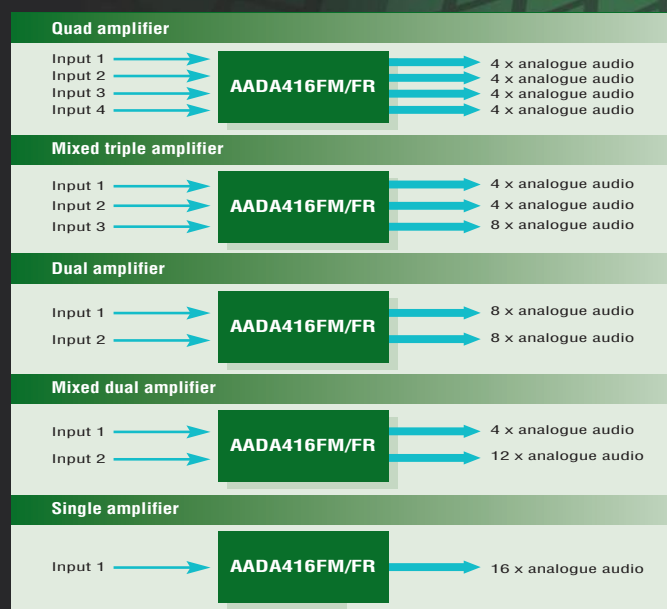 Quad amplifier
Input 1
Input 2
Input 3
Input 4
AADA416FM/FR
4 x analogue audio
4 x analogue audio
4 x analogue audio
4 x analogue audio
Mixed triple amplifier
Input 1
Input 2
Input 3
AADA416FM/FR
4 x analogue audio
4 x analogue audio
8 x analogue audio
Dual amplifier
Input 1
Input 2
AADA416FM/FR
8 x analogue audio
8 x analogue audio
Mixed dual amplifier
Input 1
Input 2
AADA416FM/FR
4 x analogue audio
12 x analogue audio
Single amplifier
Input 1
AADA416FM/FR
16 x analogue audio